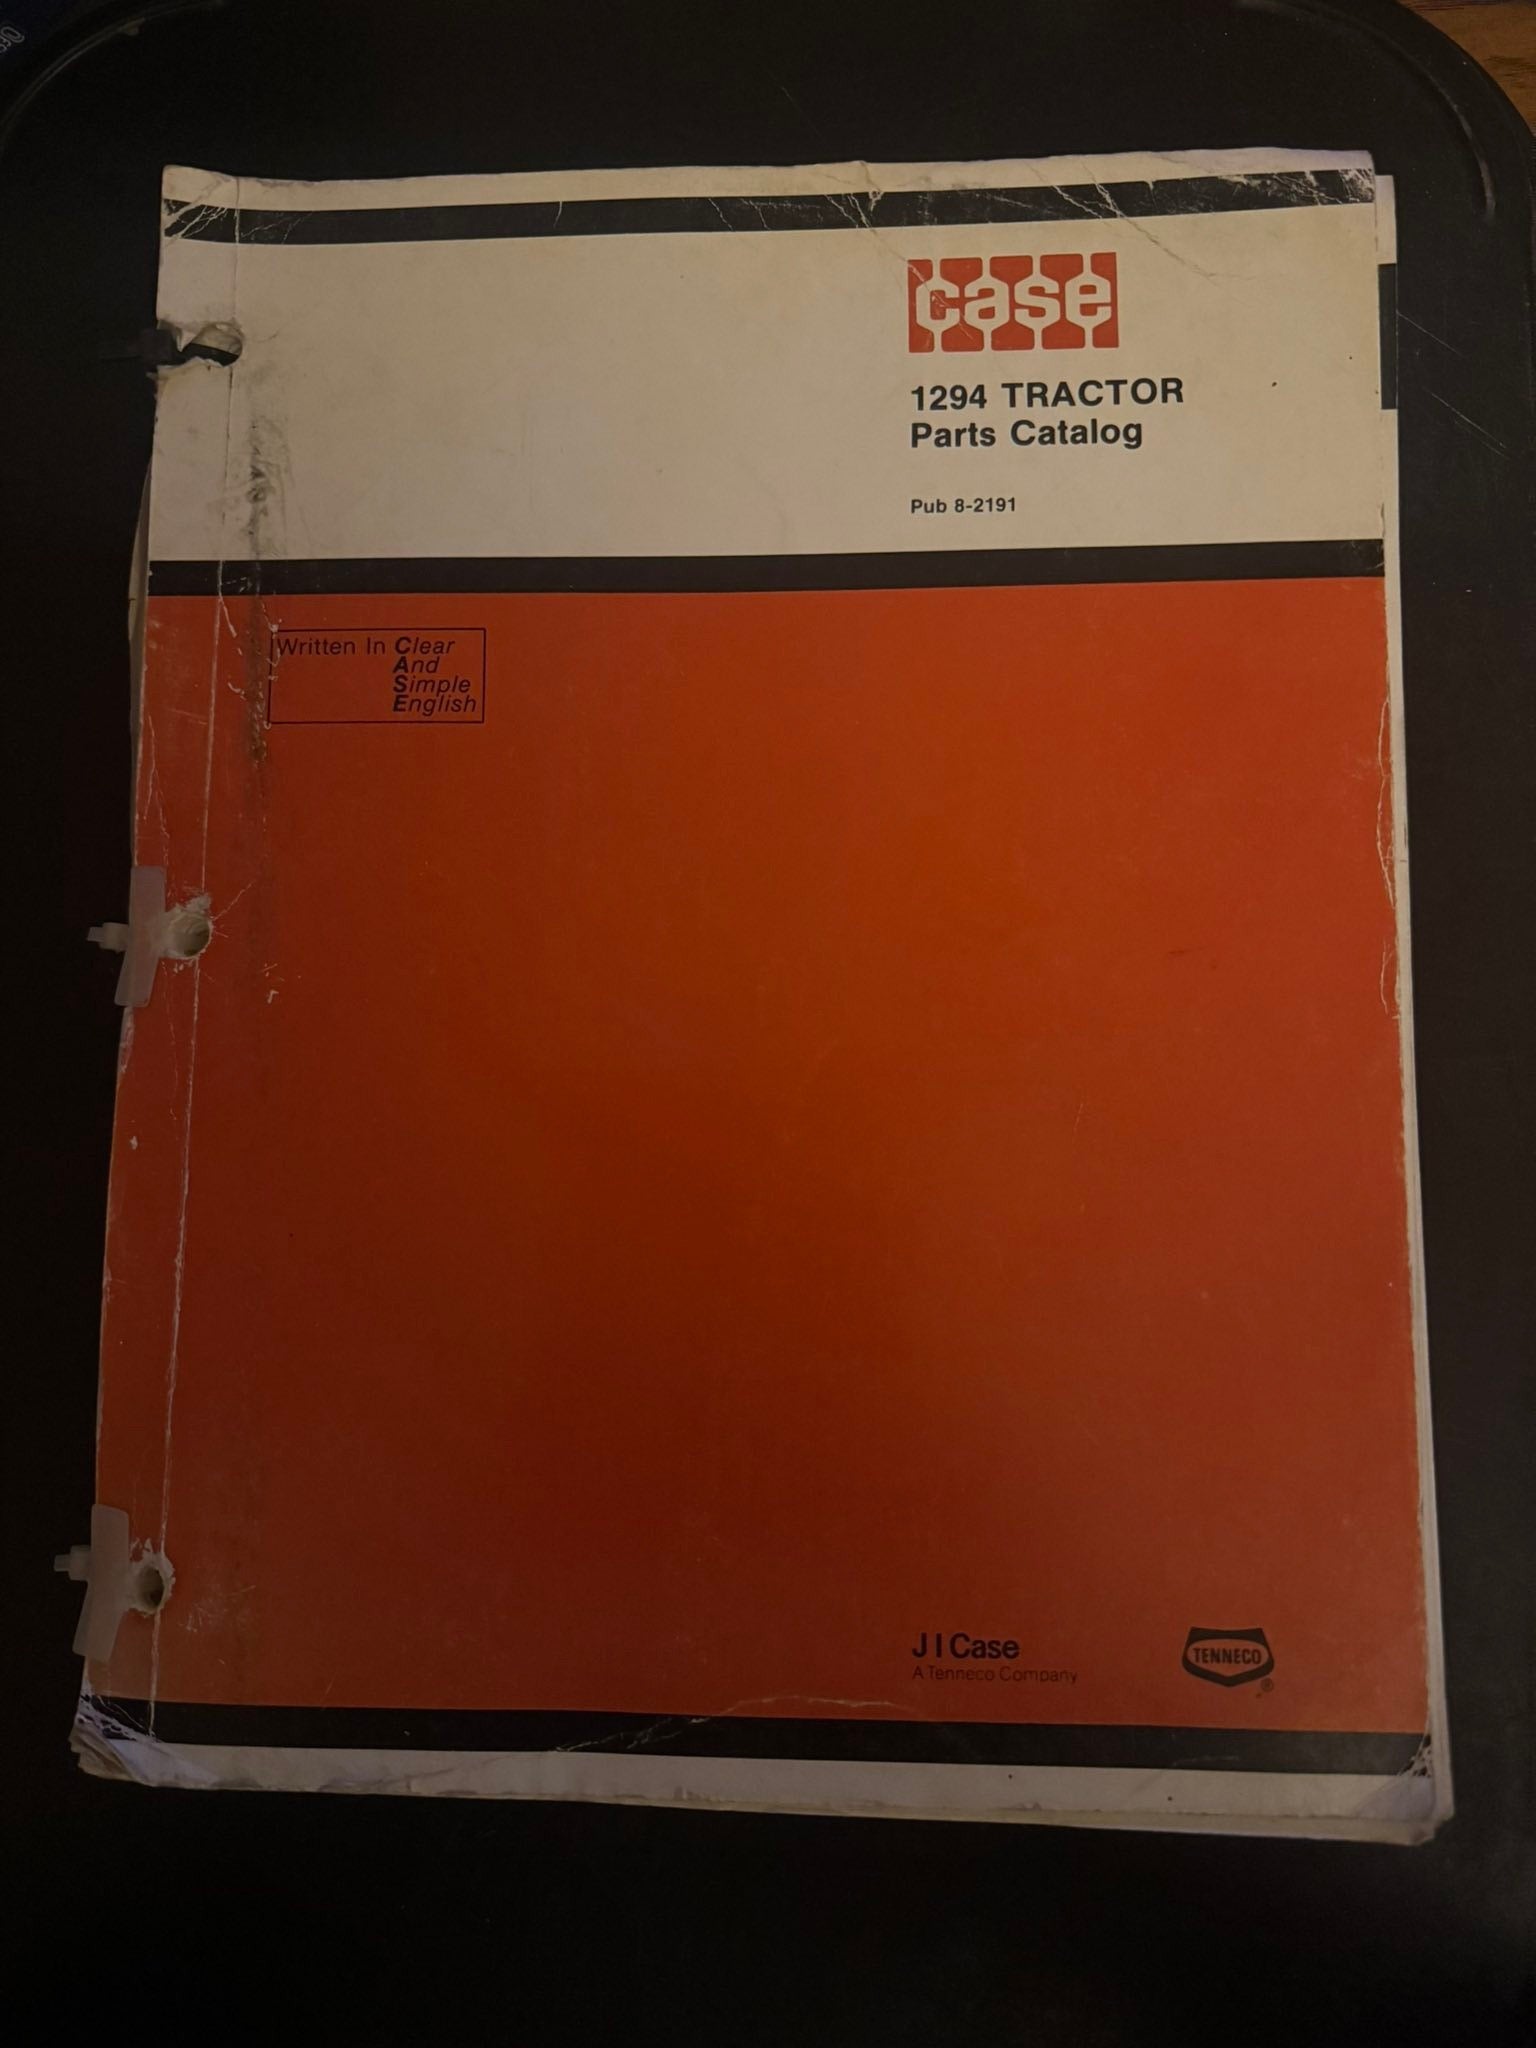 case
1294 TRACTOR
Parts Catalog
Pub 8-2191
Written In Clear
And
Simple
English
J I Case
A Tenneco Company
TENNECO
®